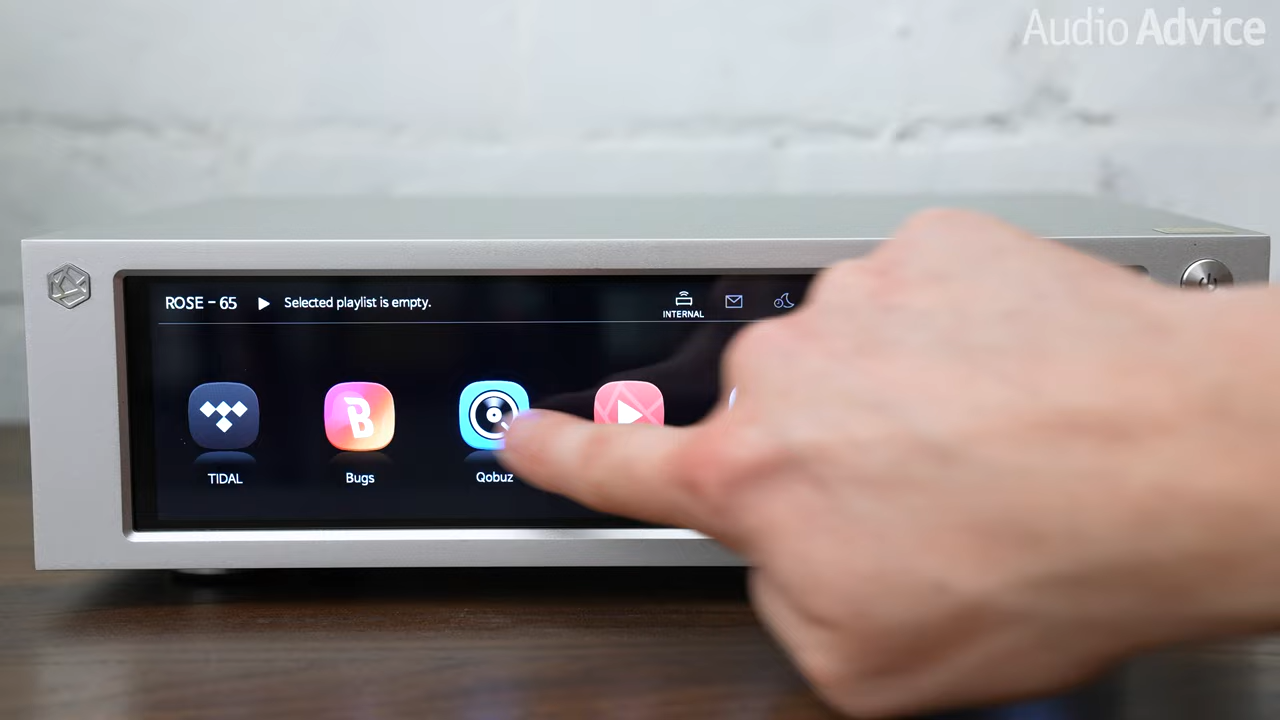 Audio Advice
ROSE - 65 Selected playlist is empty.
INTERNAL
B
TIDAL Bugs Qobuz